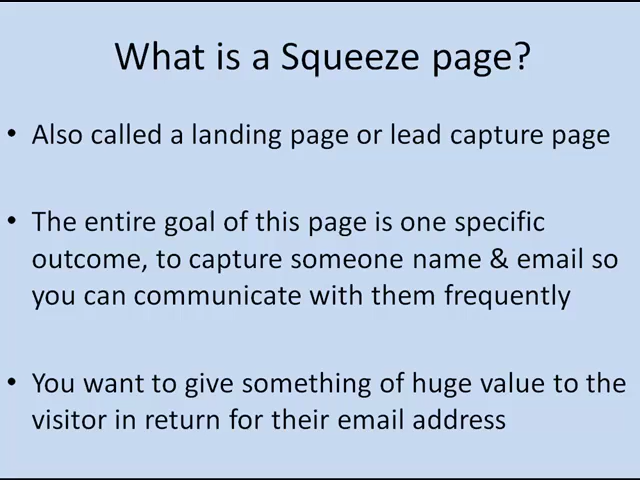 What is a Squeeze page?
• Also called a landing page or lead capture page
• The entire goal of this page is one specific
outcome, to capture someone name & email so
you can communicate with them frequently
• You want to give something of huge value to the
visitor in return for their email address